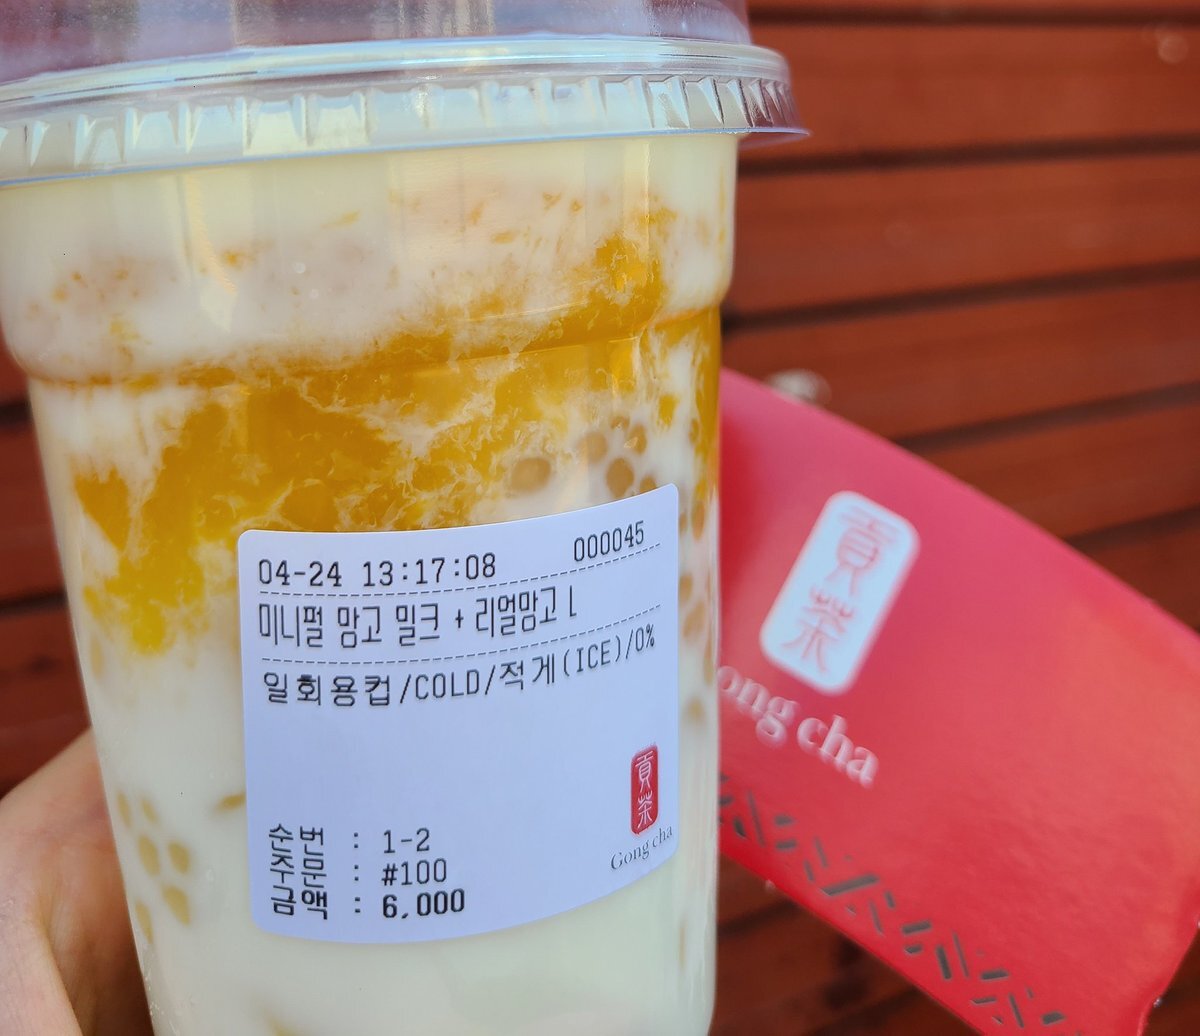 04-24 13:17:08 000045
미니펄 망고 밀크 + 리얼망고 L
일회용컵/COLD/적게(ICE)/0%
순번 : 1-2
주문 : #100
금액 : 6,000
貢茶
Gong cha
貢茶
ong cha